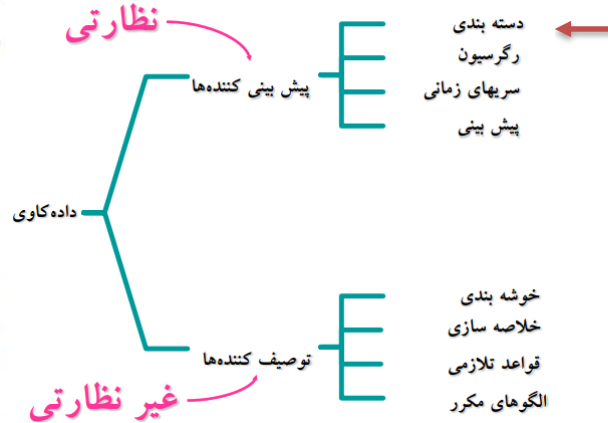 نظارتی
دسته بندی
رگرسیون
پیش بینی کننده‌ها
سریهای زمانی
پیش بینی
داده‌کاوی
خوشه بندی
خلاصه سازی
توصیف کننده‌ها
قواعد تلازمی
غیر نظارتی
الگوهای مکرر